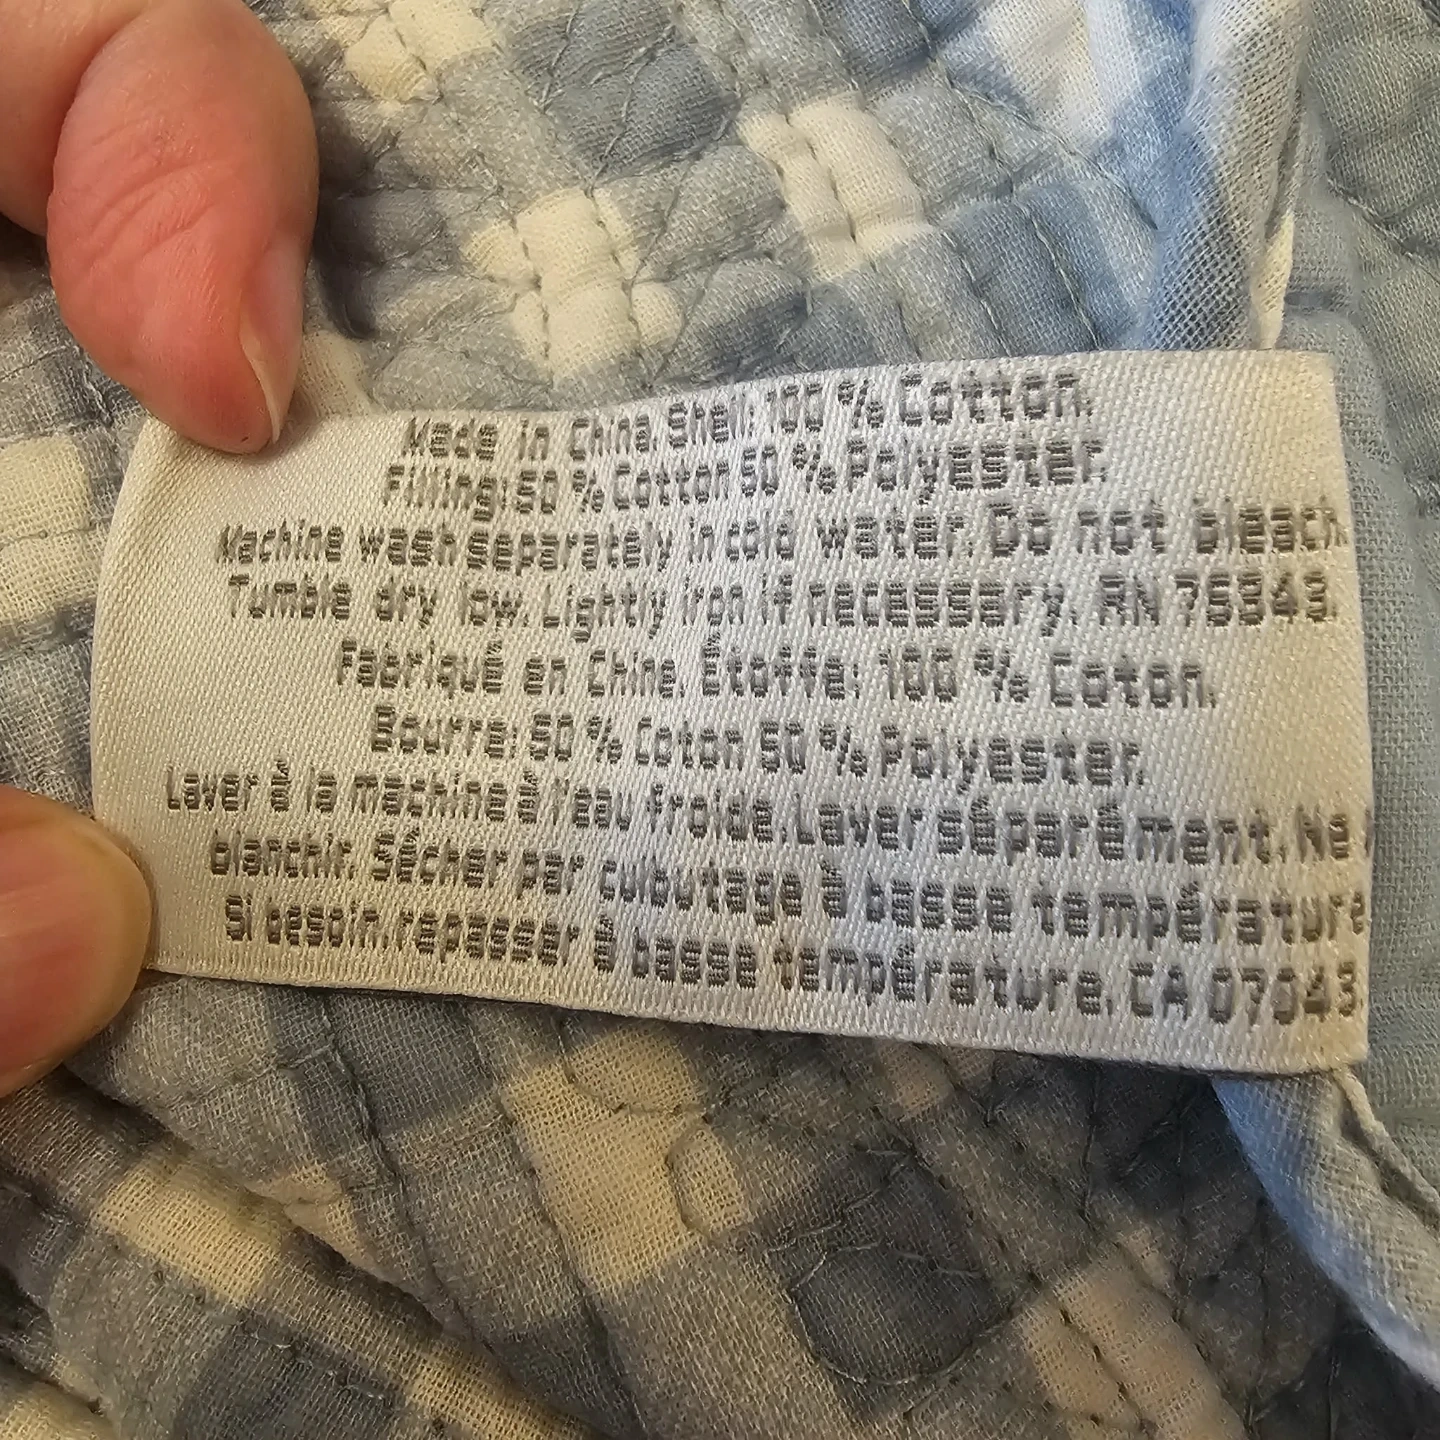 Made in China. Shell: 100 % Cotton.
Filling: 50 % Cotton 50 % Polyester.
Machine wash separately in cold water. Do not bleach.
Tumble dry low. Lightly iron if necessary. RN 75343.
Fabriqué en China. Étoffe: 100 % Coton.
Bourre: 50 % Coton 50 % Polyester.
Laver à la machine à l'eau froide. Laver séparément. Ne
blanchir. Sécher par culbutage à basse température
Si besoin, repasser à basse température. CA 07043